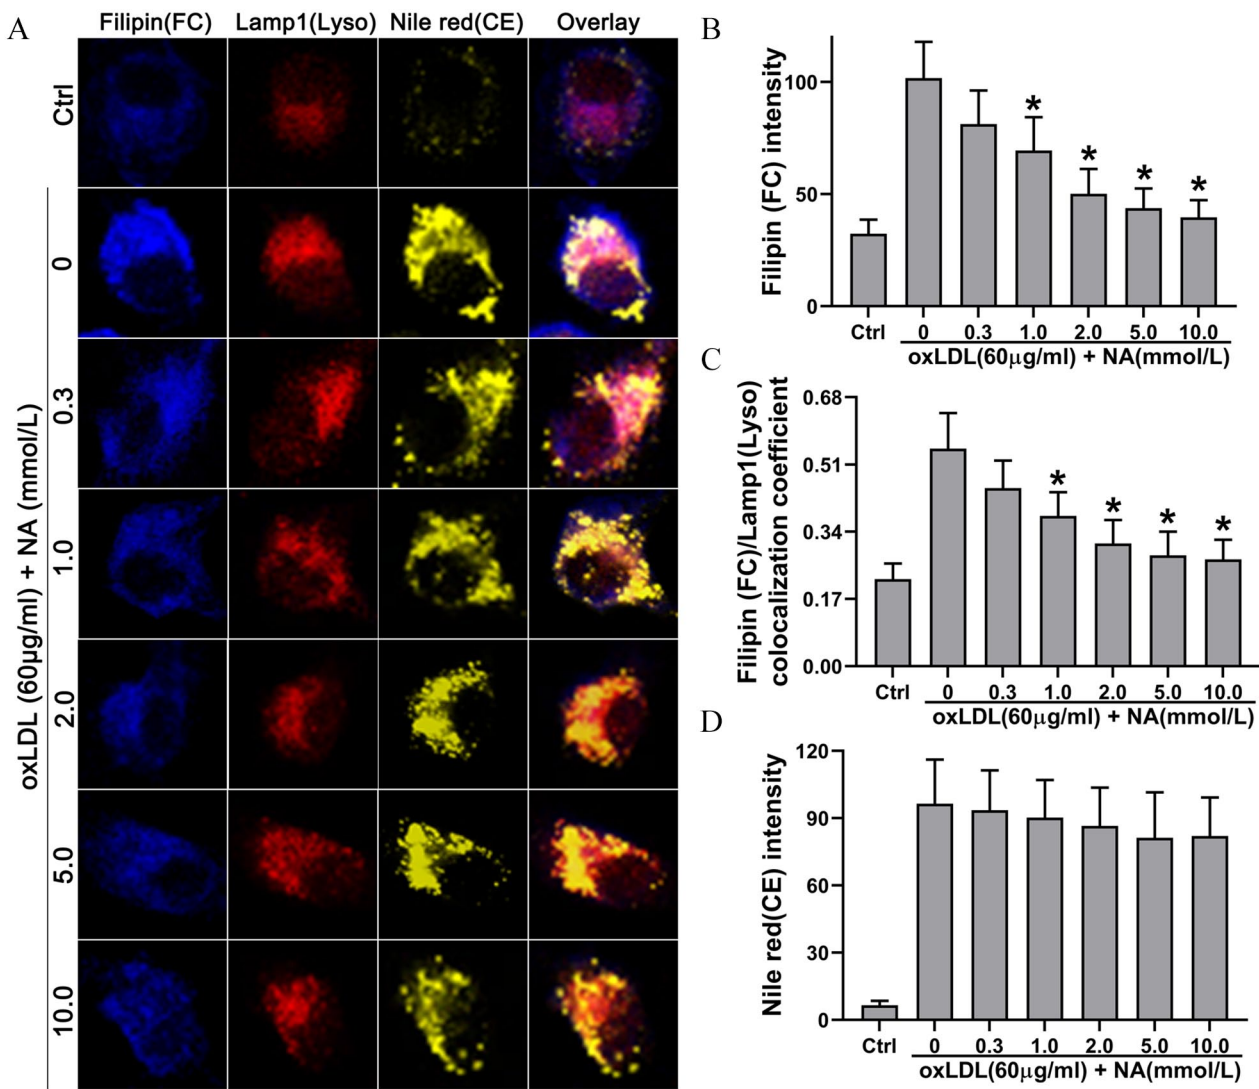 A
Filipin(FC) Lamp1(Lyso) Nile red(CE) Overlay
Ctrl
oxLDL (60μg/ml) + NA (mmol/L)
0
0.3
1.0
2.0
5.0
10.0
B
Filipin (FC) intensity
100
50
0
* * * *
Ctrl 0 0.3 1.0 2.0 5.0 10.0
oxLDL(60μg/ml) + NA(mmol/L)
C
Filipin (FC)/Lamp1(Lyso)
colocalization coefficient
0.68
0.51
0.34
0.17
0.00
* * * *
Ctrl 0 0.3 1.0 2.0 5.0 10.0
oxLDL(60μg/ml) + NA(mmol/L)
D
Nile red(CE) intensity
120
90
60
30
0
Ctrl 0 0.3 1.0 2.0 5.0 10.0
oxLDL(60μg/ml) + NA(mmol/L)